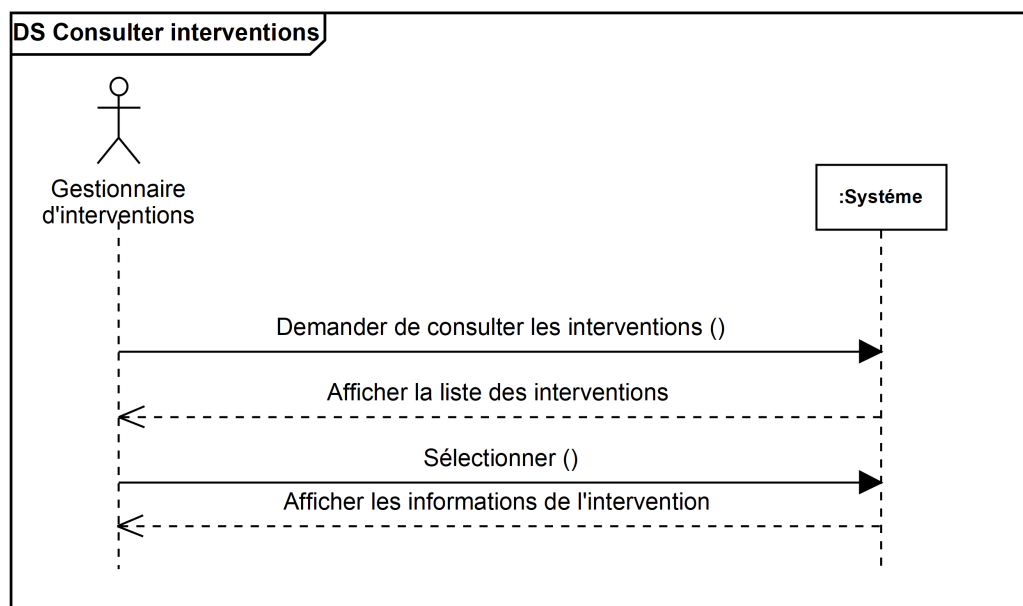 DS Consulter interventions
Gestionnaire
d'interventions
:Systéme
Demander de consulter les interventions ()
Afficher la liste des interventions
Sélectionner ()
Afficher les informations de l'intervention